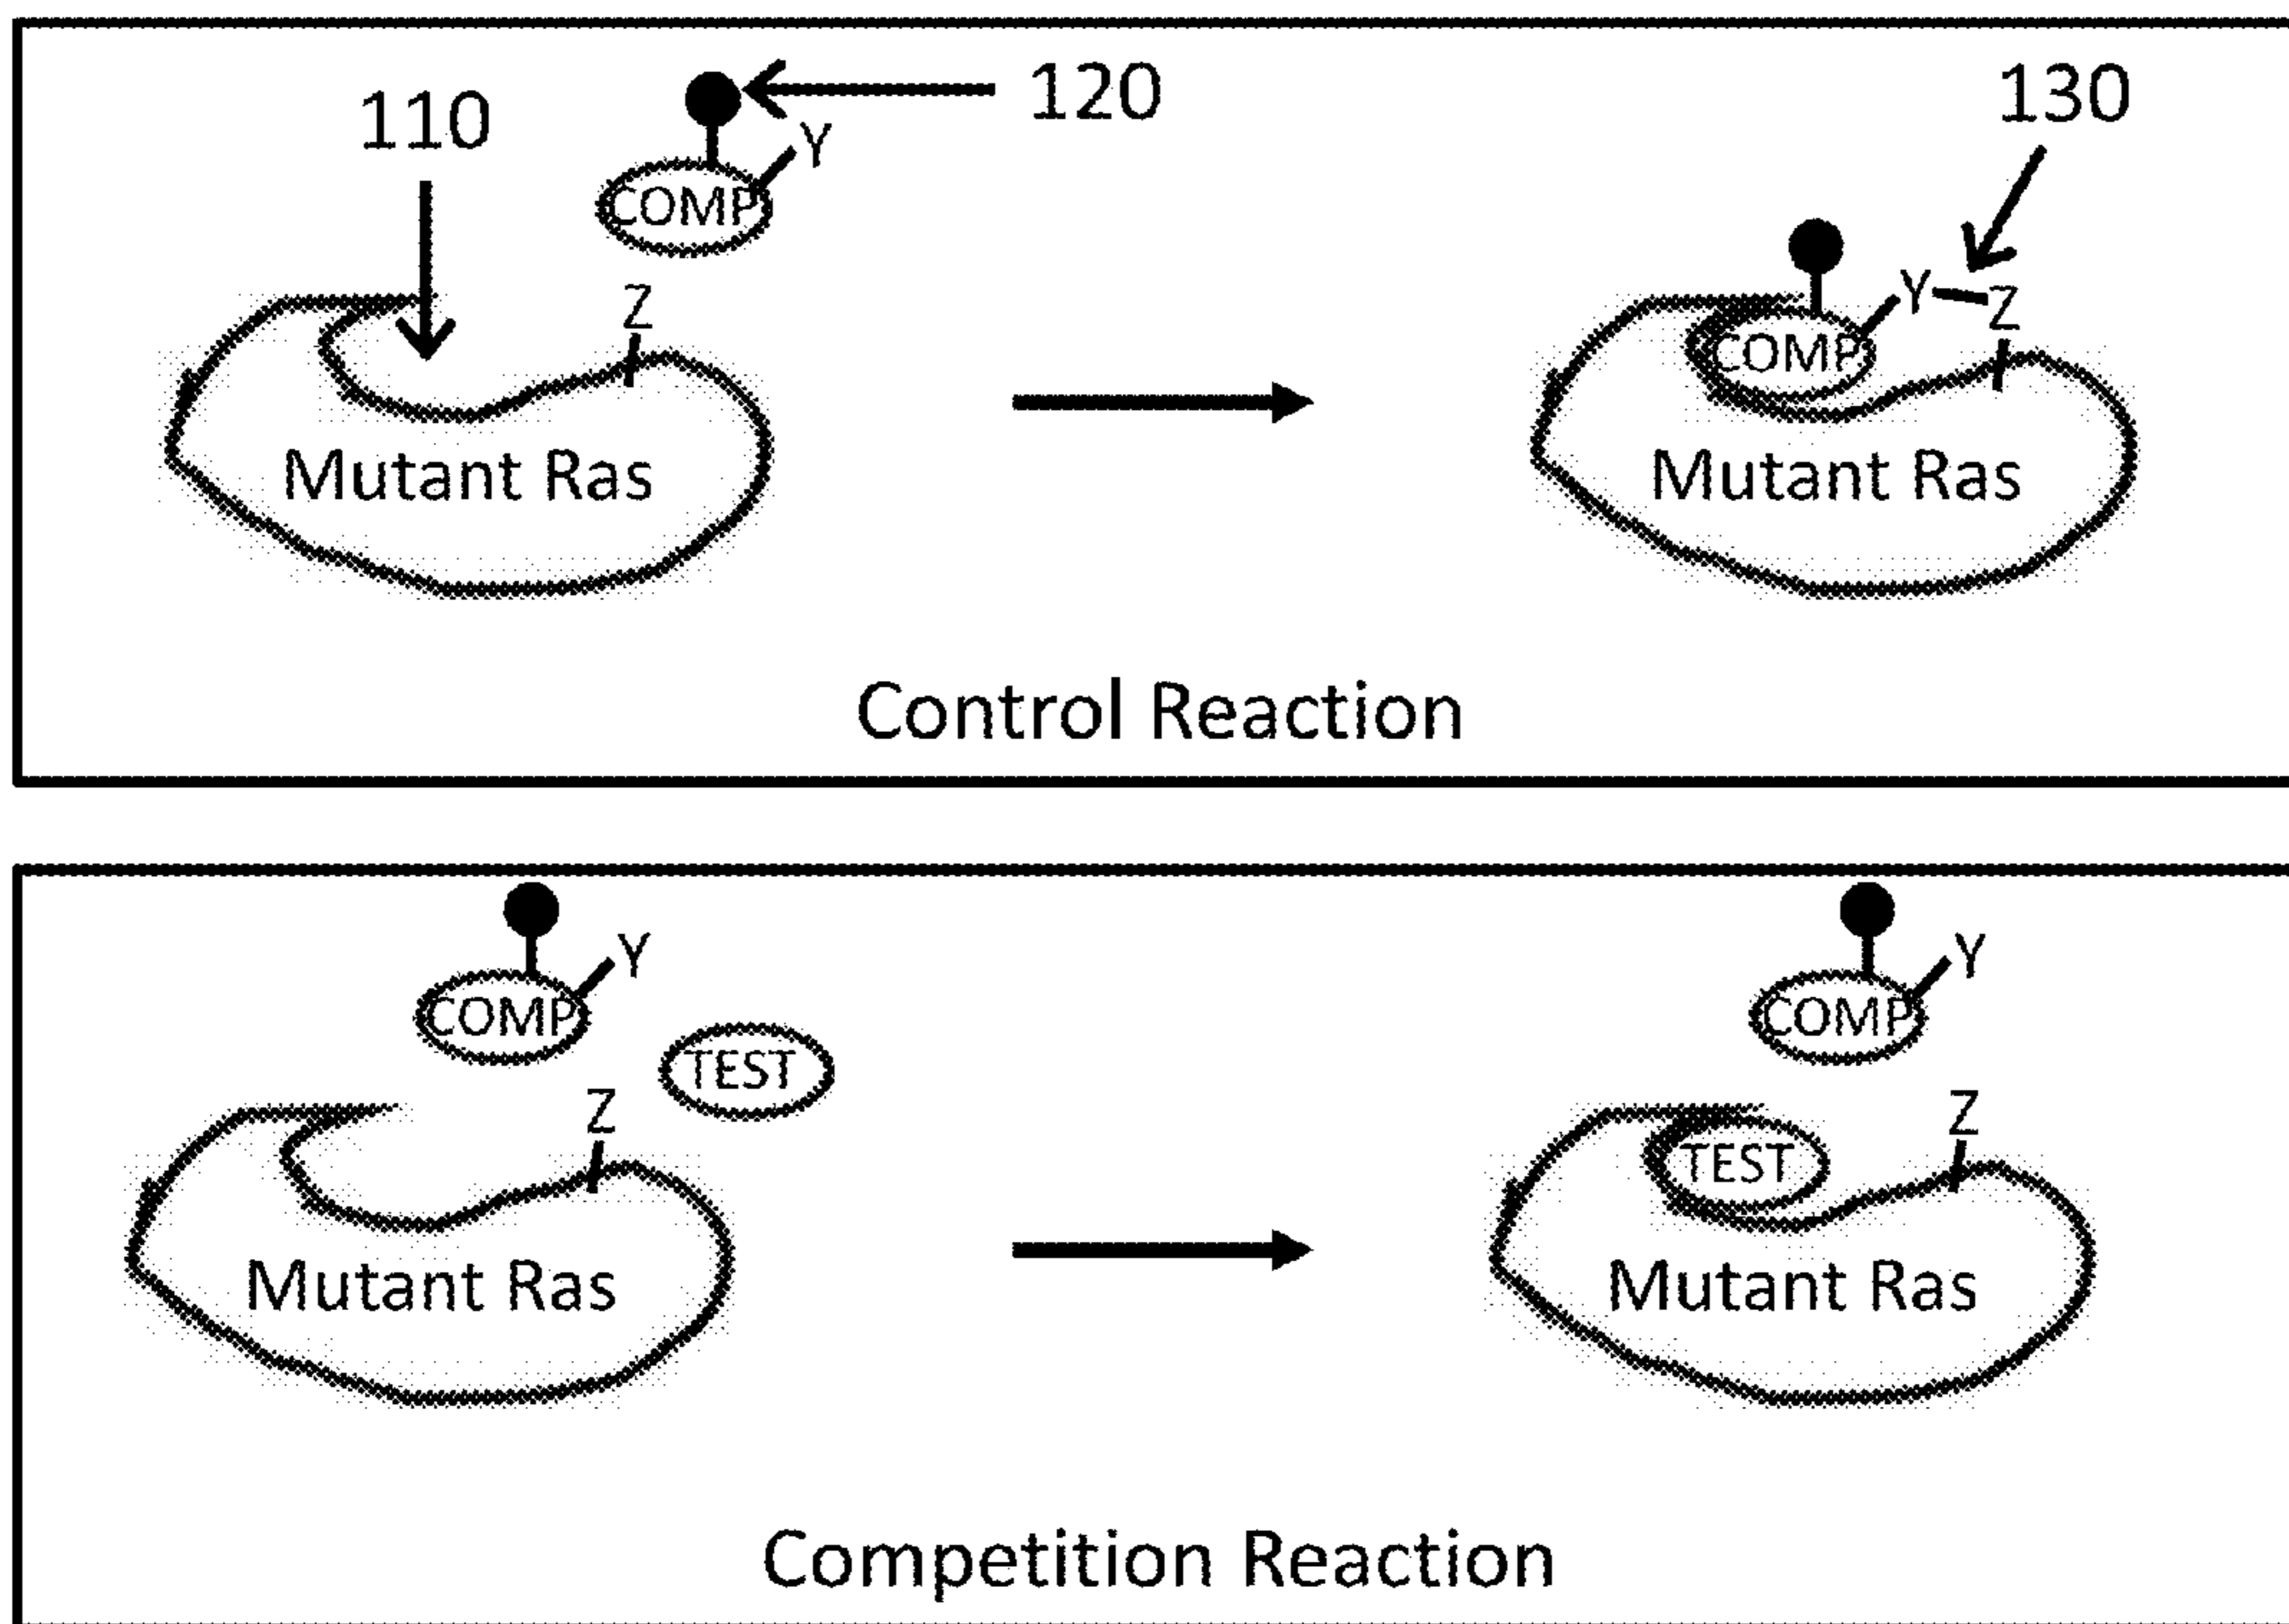 110
120
130
Y
COMP
Z
Mutant Ras
Y
Z
COMP
Mutant Ras
Control Reaction
Y
COMP
TEST
Z
Mutant Ras
Y
COMP
Z
TEST
Mutant Ras
Competition Reaction